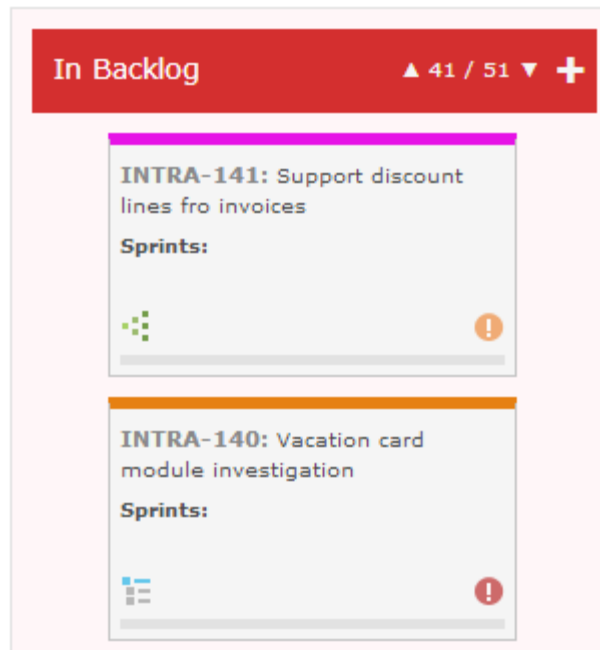 In Backlog ▲ 41 / 51 ▼ +
INTRA-141: Support discount
lines fro invoices
Sprints:
INTRA-140: Vacation card
module investigation
Sprints: